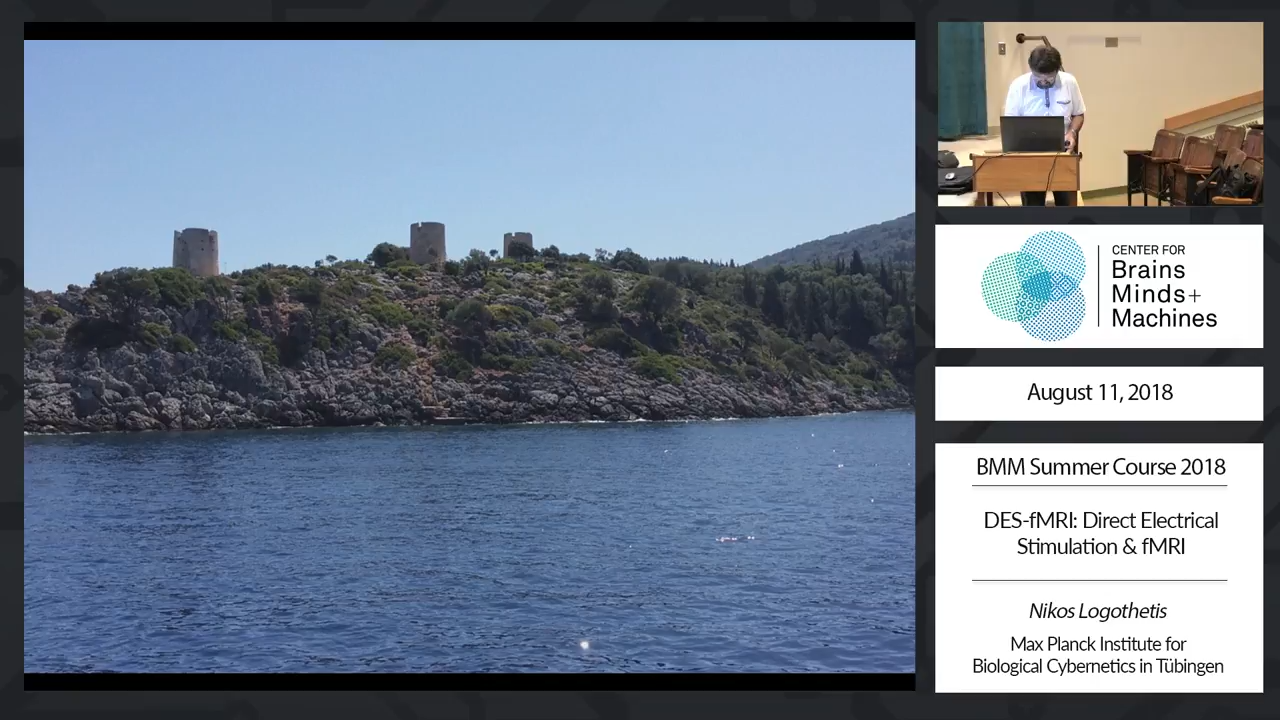 CENTER FOR
Brains
Minds+
Machines
August 11, 2018
BMM Summer Course 2018
DES-fMRI: Direct Electrical
Stimulation & fMRI
Nikos Logothetis
Max Planck Institute for
Biological Cybernetics in Tübingen